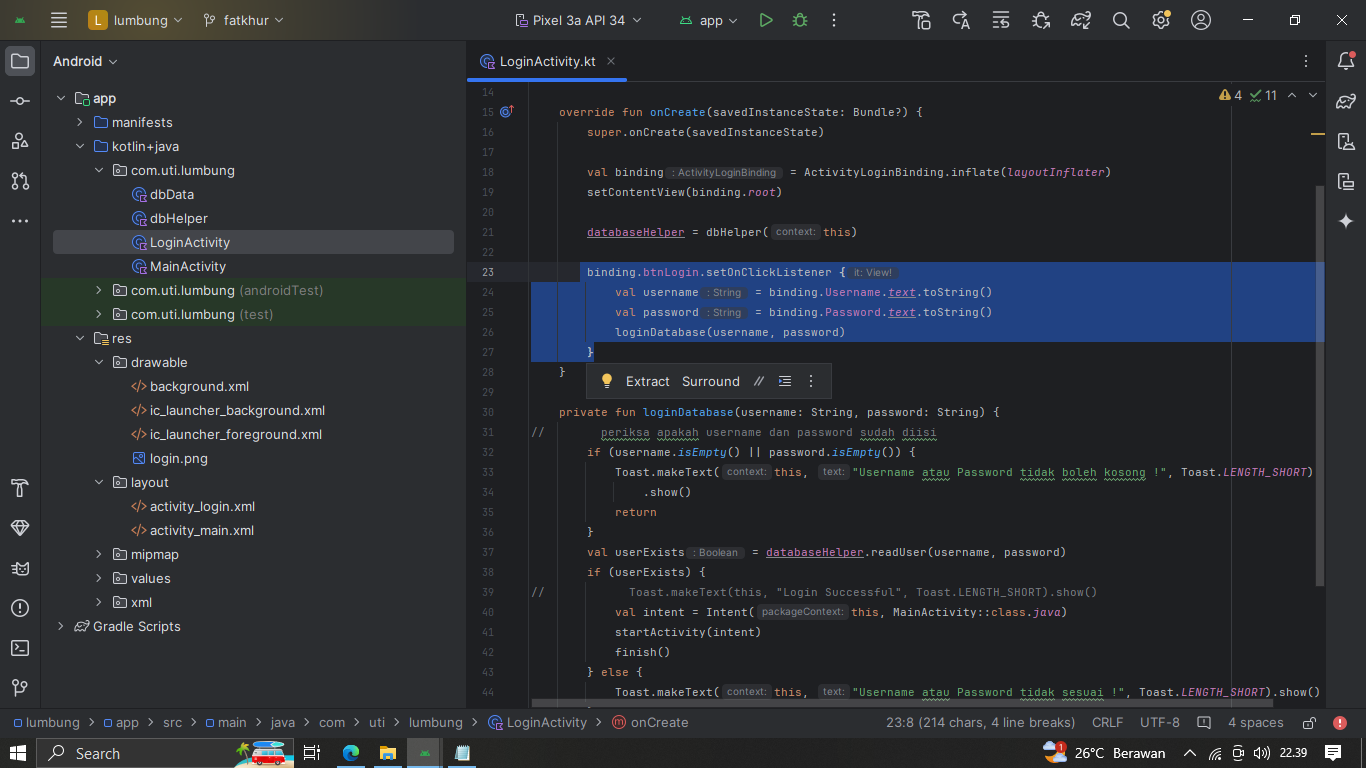 L lumbung fatkhur Pixel 3a API 34 app
Android
app
manifests
kotlin+java
com.uti.lumbung
dbData
dbHelper
LoginActivity
MainActivity
com.uti.lumbung (androidTest)
com.uti.lumbung (test)
res
drawable
background.xml
ic_launcher_background.xml
ic_launcher_foreground.xml
login.png
layout
activity_login.xml
activity_main.xml
mipmap
values
xml
Gradle Scripts
LoginActivity.kt
4 11
14
15 override fun onCreate(savedInstanceState: Bundle?) {
16 super.onCreate(savedInstanceState)
17
18 val binding : ActivityLoginBinding = ActivityLoginBinding.inflate(layoutInflater)
19 setContentView(binding.root)
20
21 databaseHelper = dbHelper( context: this)
22
23 binding.btnLogin.setOnClickListener { it: View!
24 val username : String = binding.Username.text.toString()
25 val password : String = binding.Password.text.toString()
26 loginDatabase(username, password)
27 }
28 }
Extract Surround
29
30 private fun loginDatabase(username: String, password: String) {
31 // periksa apakah username dan password sudah diisi
32 if (username.isEmpty() || password.isEmpty()) {
33 Toast.makeText( context: this, text: "Username atau Password tidak boleh kosong !", Toast.LENGTH_SHORT)
34 .show()
35 return
36 }
37 val userExists : Boolean = databaseHelper.readUser(username, password)
38 if (userExists) {
39 // Toast.makeText(this, "Login Successful", Toast.LENGTH_SHORT).show()
40 val intent = Intent( packageContext: this, MainActivity::class.java)
41 startActivity(intent)
42 finish()
43 } else {
44 Toast.makeText( context: this, text: "Username atau Password tidak sesuai !", Toast.LENGTH_SHORT).show()
lumbung > app > src > main > java > com > uti > lumbung > LoginActivity > onCreate 23:8 (214 chars, 4 line breaks) CRLF UTF-8 4 spaces
Search 1 26°C Berawan 22.39